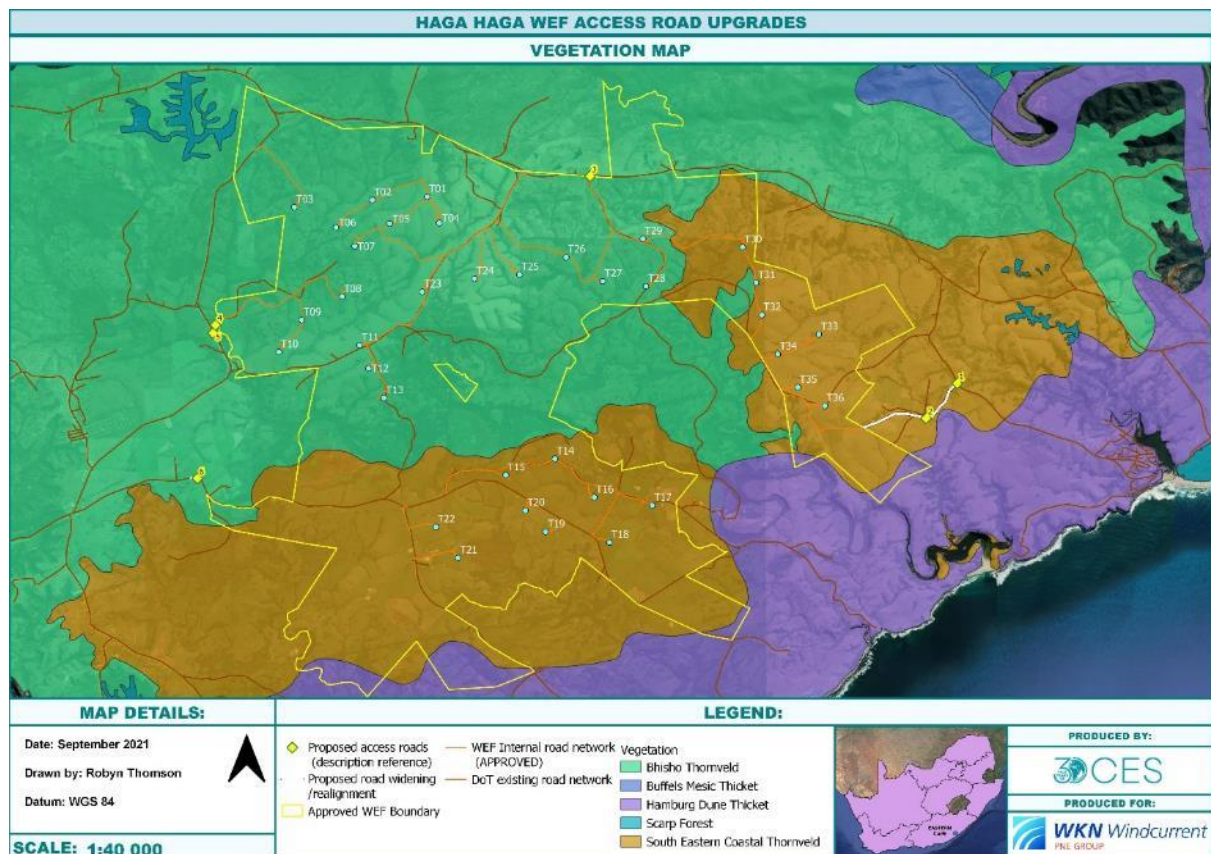 HAGA HAGA WEF ACCESS ROAD UPGRADES
VEGETATION MAP
T01
T02
T03
T04
T05
T06
T07
T08
T09
T10
T11
T12
T13
T14
T15
T16
T17
T18
T19
T20
T21
T22
T23
T24
T25
T26
T27
T28
T29
T30
T31
T32
T33
T34
T35
T36
MAP DETAILS:
Date: September 2021
Drawn by: Robyn Thomson
Datum: WGS 84
SCALE: 1:40 000
LEGEND:
Proposed access roads
(description reference)
Proposed road widening
/realignment
Approved WEF Boundary
WEF Internal road network
(APPROVED)
DoT existing road network
Vegetation
Bhisho Thornveld
Buffels Mesic Thicket
Hamburg Dune Thicket
Scarp Forest
South Eastern Coastal Thornveld
EASTERN
CAPE
PRODUCED BY:
30CES
PRODUCED FOR:
WKN Windcurrent
PNE GROUP